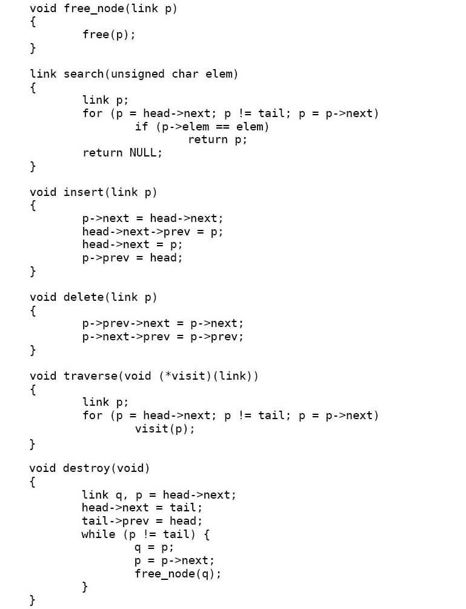 void free_node(link p)
{
        free(p);
}

link search(unsigned char elem)
{
        link p;
        for (p = head->next; p != tail; p = p->next)
                if (p->elem == elem)
                        return p;
        return NULL;
}

void insert(link p)
{
        p->next = head->next;
        head->next->prev = p;
        head->next = p;
        p->prev = head;
}

void delete(link p)
{
        p->prev->next = p->next;
        p->next->prev = p->prev;
}

void traverse(void (*visit)(link))
{
        link p;
        for (p = head->next; p != tail; p = p->next)
                visit(p);
}

void destroy(void)
{
        link q, p = head->next;
        head->next = tail;
        tail->prev = head;
        while (p != tail) {
                q = p;
                p = p->next;
                free_node(q);
        }
}